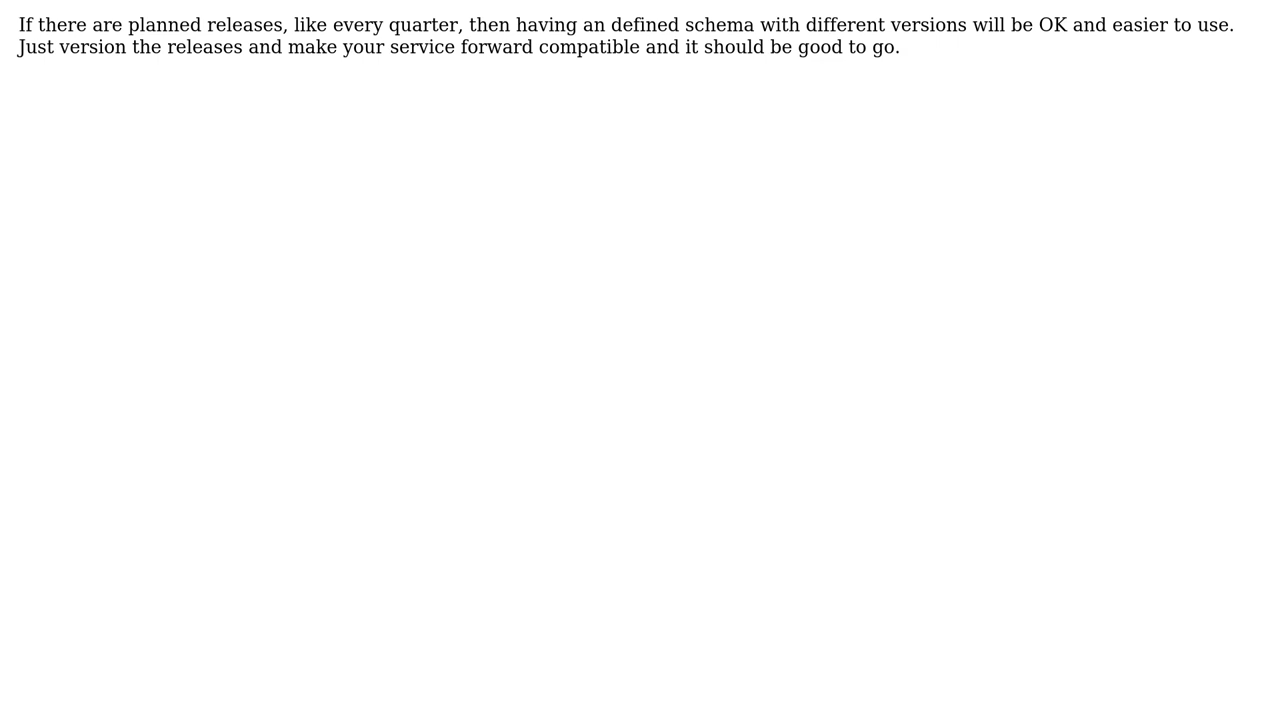 If there are planned releases, like every quarter, then having an defined schema with different versions will be OK and easier to use.
Just version the releases and make your service forward compatible and it should be good to go.